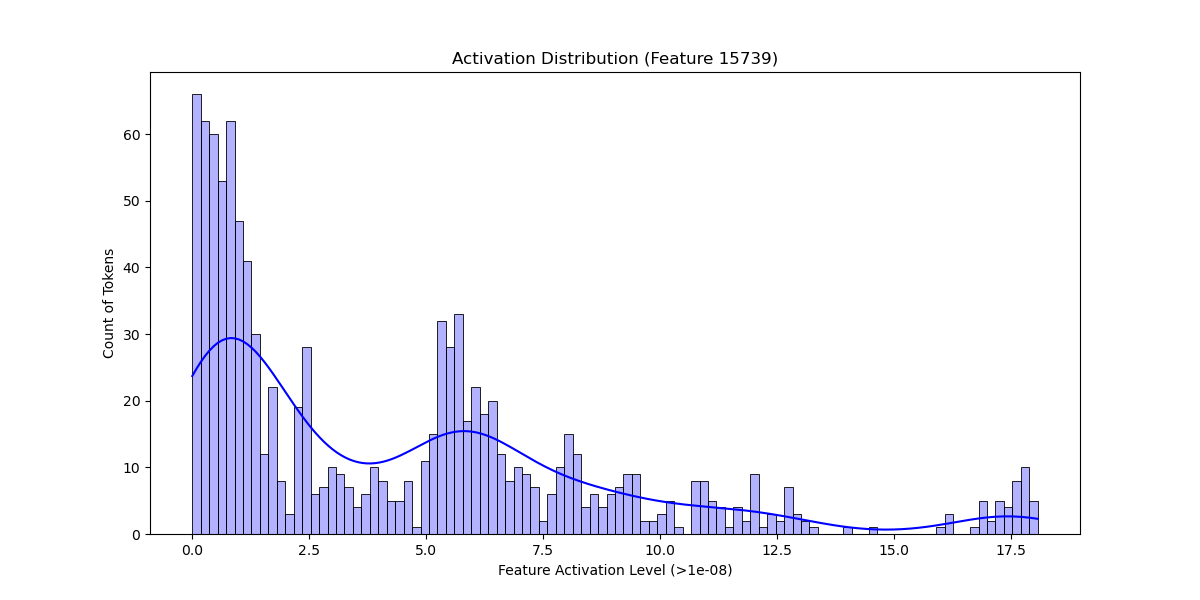 Activation Distribution (Feature 15739)
60
50
40
30
20
10
0
Count of Tokens
0.0 2.5 5.0 7.5 10.0 12.5 15.0 17.5
Feature Activation Level (>1e-08)